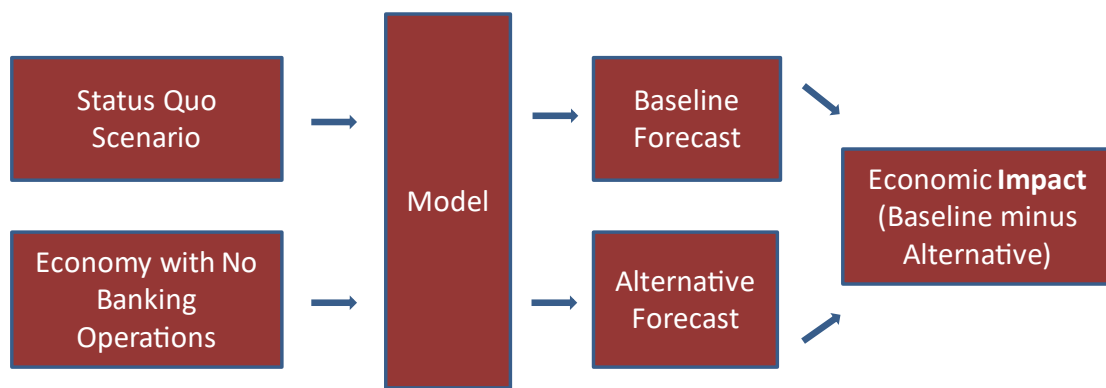 Status Quo
Scenario
Economy with No
Banking
Operations
Model
Baseline
Forecast
Alternative
Forecast
Economic Impact
(Baseline minus
Alternative)